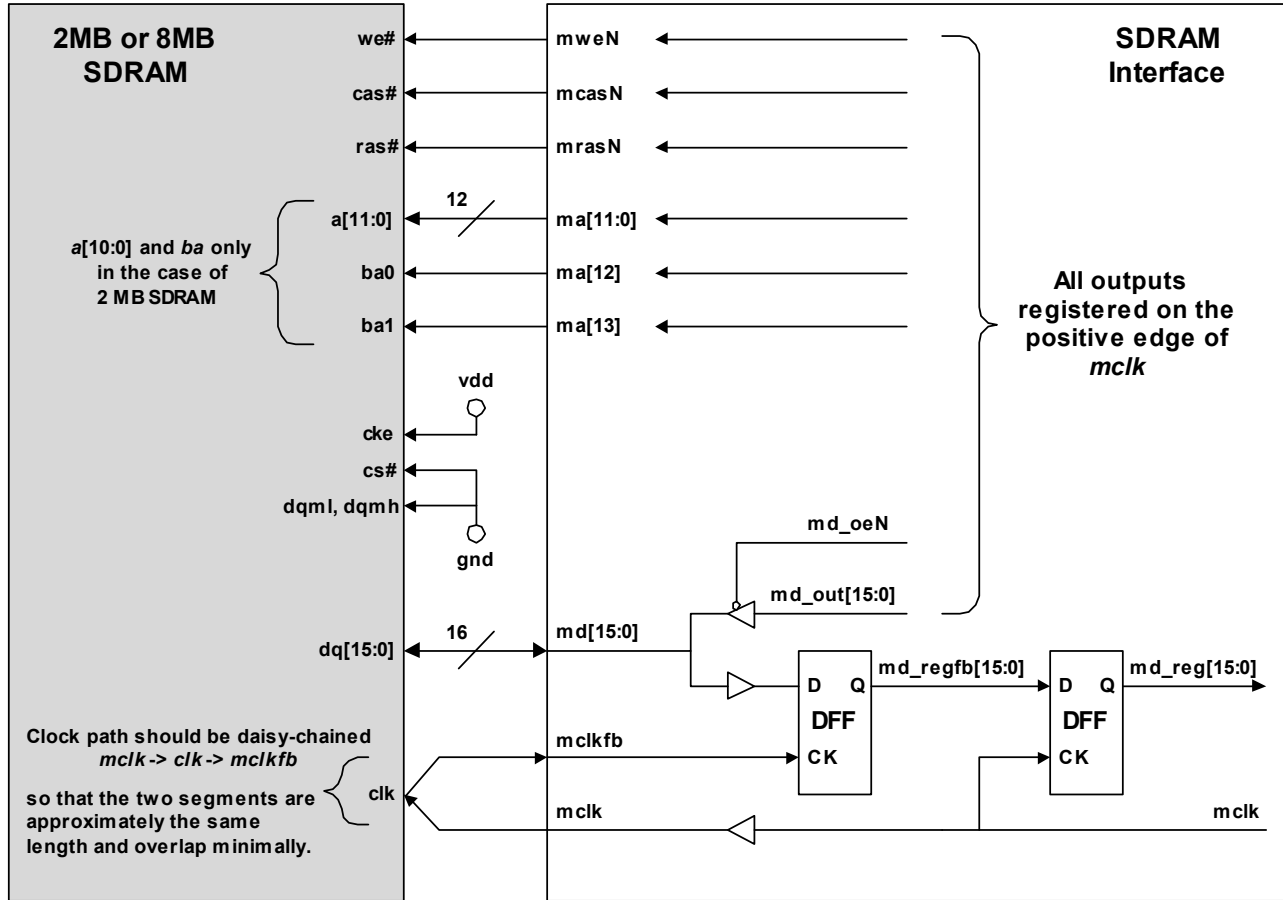 2MB or 8MB
SDRAM
SDRAM
Interface
we#
mweN
cas#
mcasN
ras#
mrasN
12
a[11:0]
ma[11:0]
a[10:0] and ba only
in the case of
2 MB SDRAM
ba0
ma[12]
ba1
ma[13]
All outputs
registered on the
positive edge of
mclk
vdd
cke
cs#
dqml, dqmh
gnd
md_oeN
md_out[15:0]
16
dq[15:0]
md[15:0]
D Q
DFF
CK
md_regfb[15:0]
D Q
DFF
CK
md_reg[15:0]
Clock path should be daisy-chained
mclk -> clk -> mclkfb
so that the two segments are
approximately the same
length and overlap minimally.
clk
mclkfb
mclk
mclk